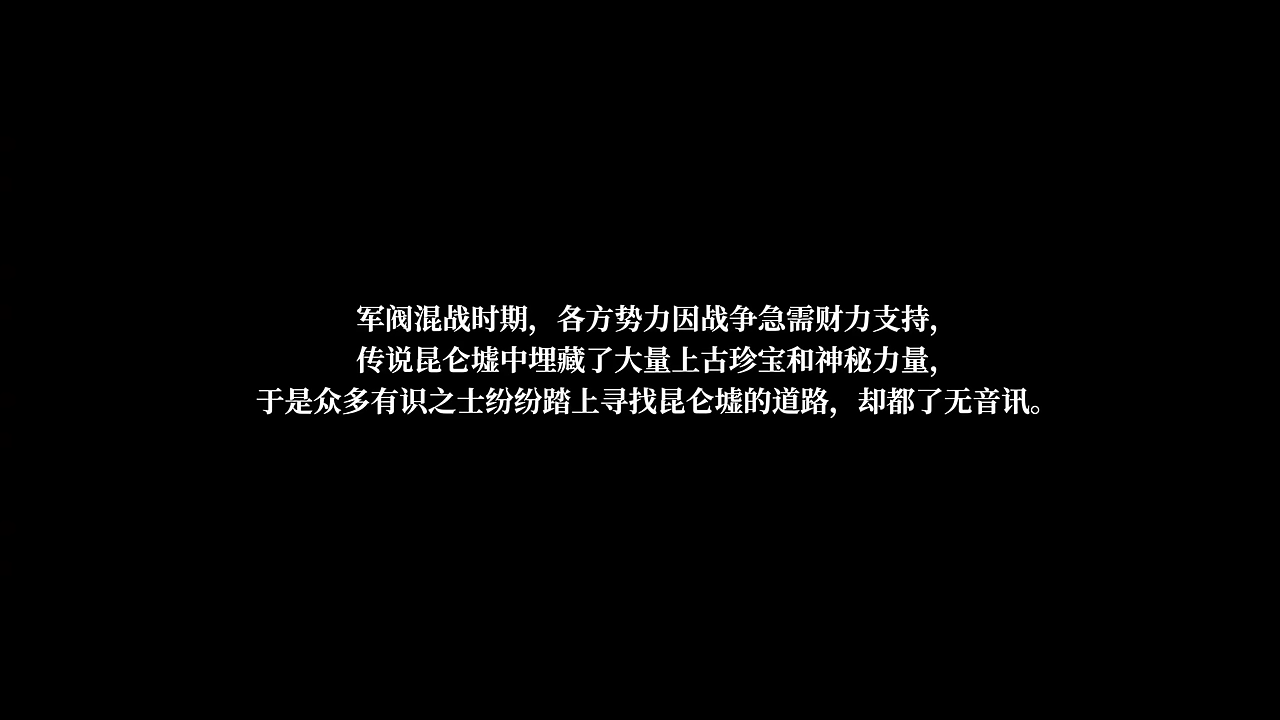 军阀混战时期，各方势力因战争急需财力支持，
传说昆仑墟中埋藏了大量上古珍宝和神秘力量，
于是众多有识之士纷纷踏上寻找昆仑墟的道路，却都了无音讯。